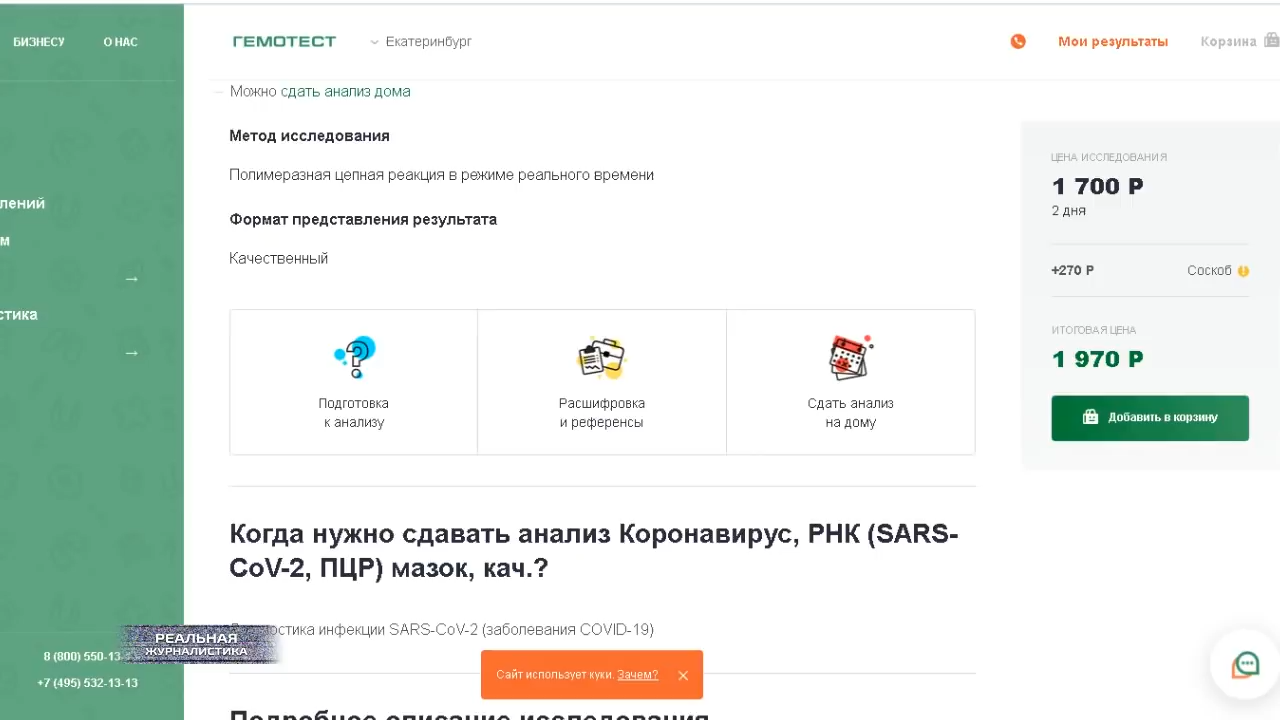 БИЗНЕСУ О НАС
ГЕМОТЕСТ
Екатеринбург
Мои результаты
Корзина
Можно сдать анализ дома
Метод исследования
Полимеразная цепная реакция в режиме реального времени
Формат представления результата
Качественный
Подготовка
к анализу
Расшифровка
и референсы
Сдать анализ
на дому
Когда нужно сдавать анализ Коронавирус, РНК (SARS-
CoV-2, ПЦР) мазок, кач.?
инфекции SARS-CoV-2 (заболевания COVID-19)
Сайт использует куки. Зачем?
Подробное описание исследования
ЦЕНА ИССЛЕДОВАНИЯ
1 700 Р
2 дня
+270 Р Соскоб
ИТОГОВАЯ ЦЕНА
1 970 Р
Добавить в корзину
лений
м
стика
РЕАЛЬНАЯ
ЖУРНАЛИСТИКА
8 (800) 550-13-
+7 (495) 532-13-13